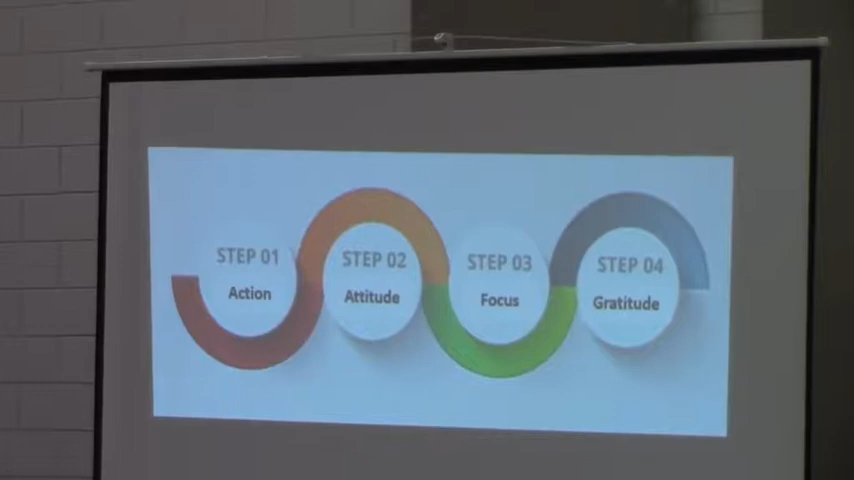 STEP 01
Action
STEP 02
Attitude
STEP 03
Focus
STEP 04
Gratitude